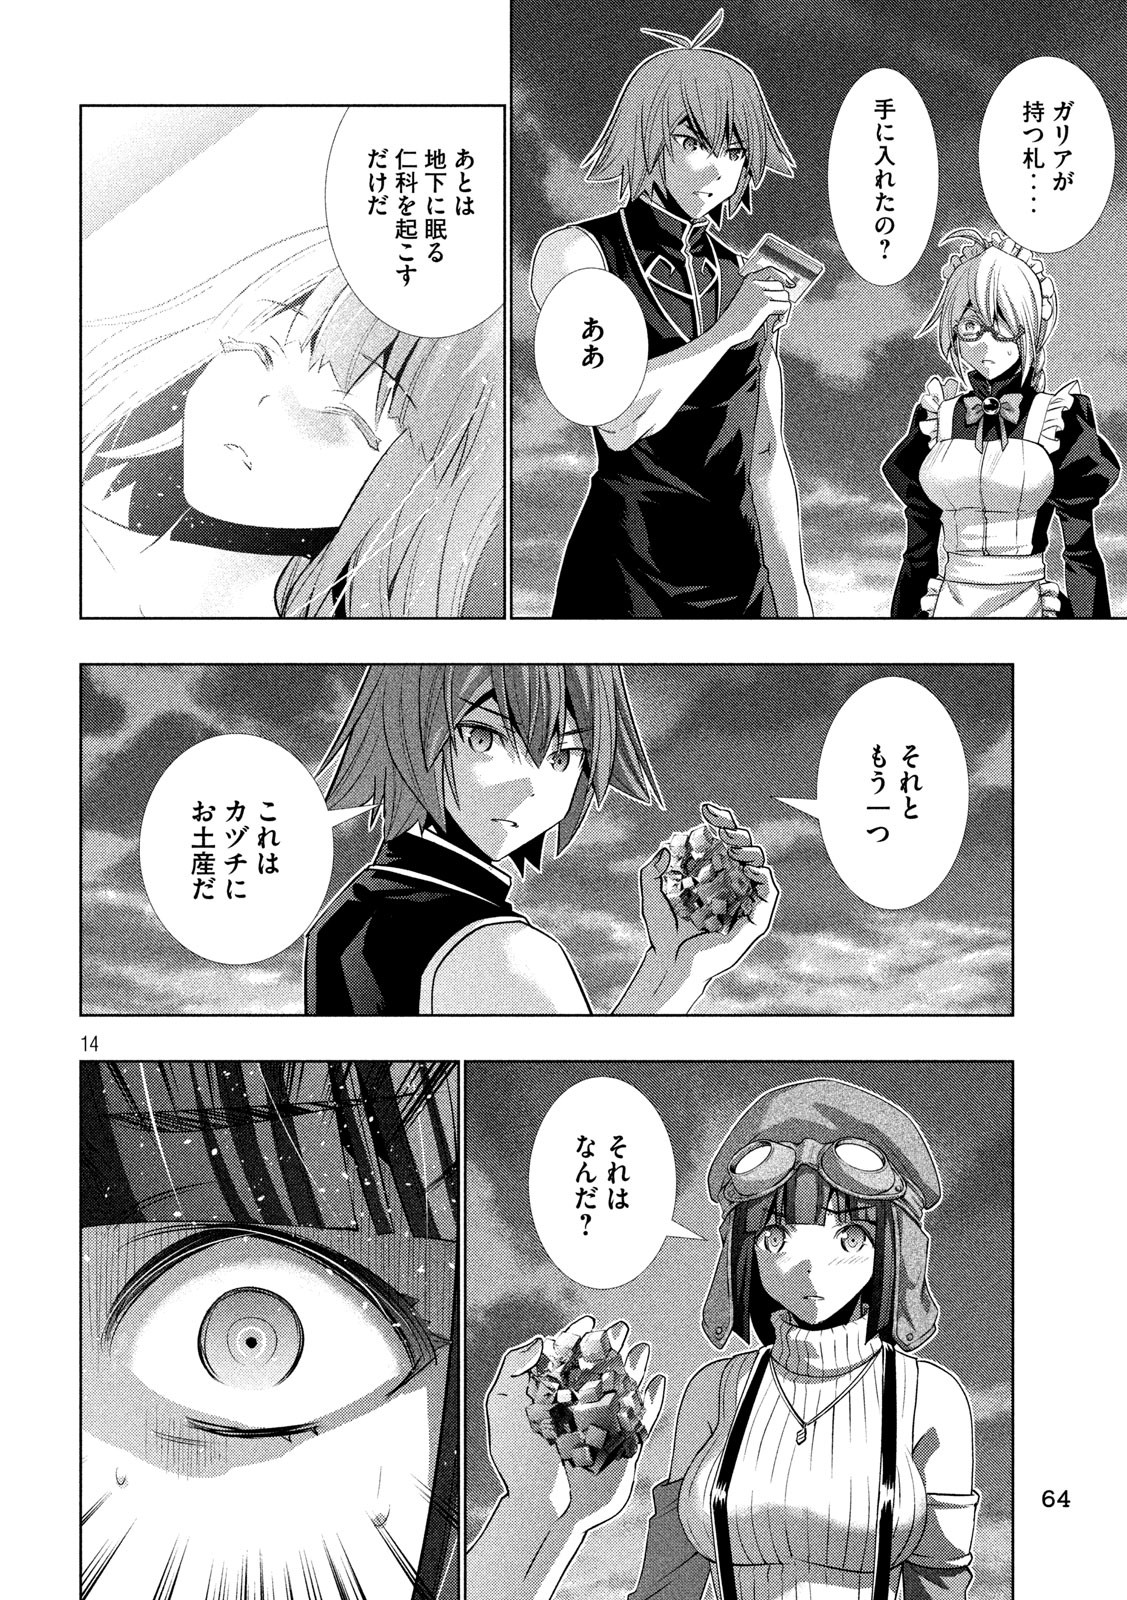 ガリアが
持つ札‥‥
手に入れたの?
ああ
あとは
地下に眠る
仁科を起こす
だけだ
それと
もう一つ
これは
カヅチに
お土産だ
それは
なんだ?
14
64